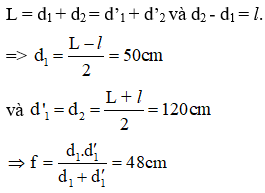 L = d₁ + d₂ = d'₁ + d'₂ và d₂ - d₁ = l.
=> d₁ = (L − l)/2 = 50cm
và d'₁ = d₂ = (L + l)/2 = 120cm
⇒ f = (d₁.d′₁)/(d₁ + d′₁) = 48cm